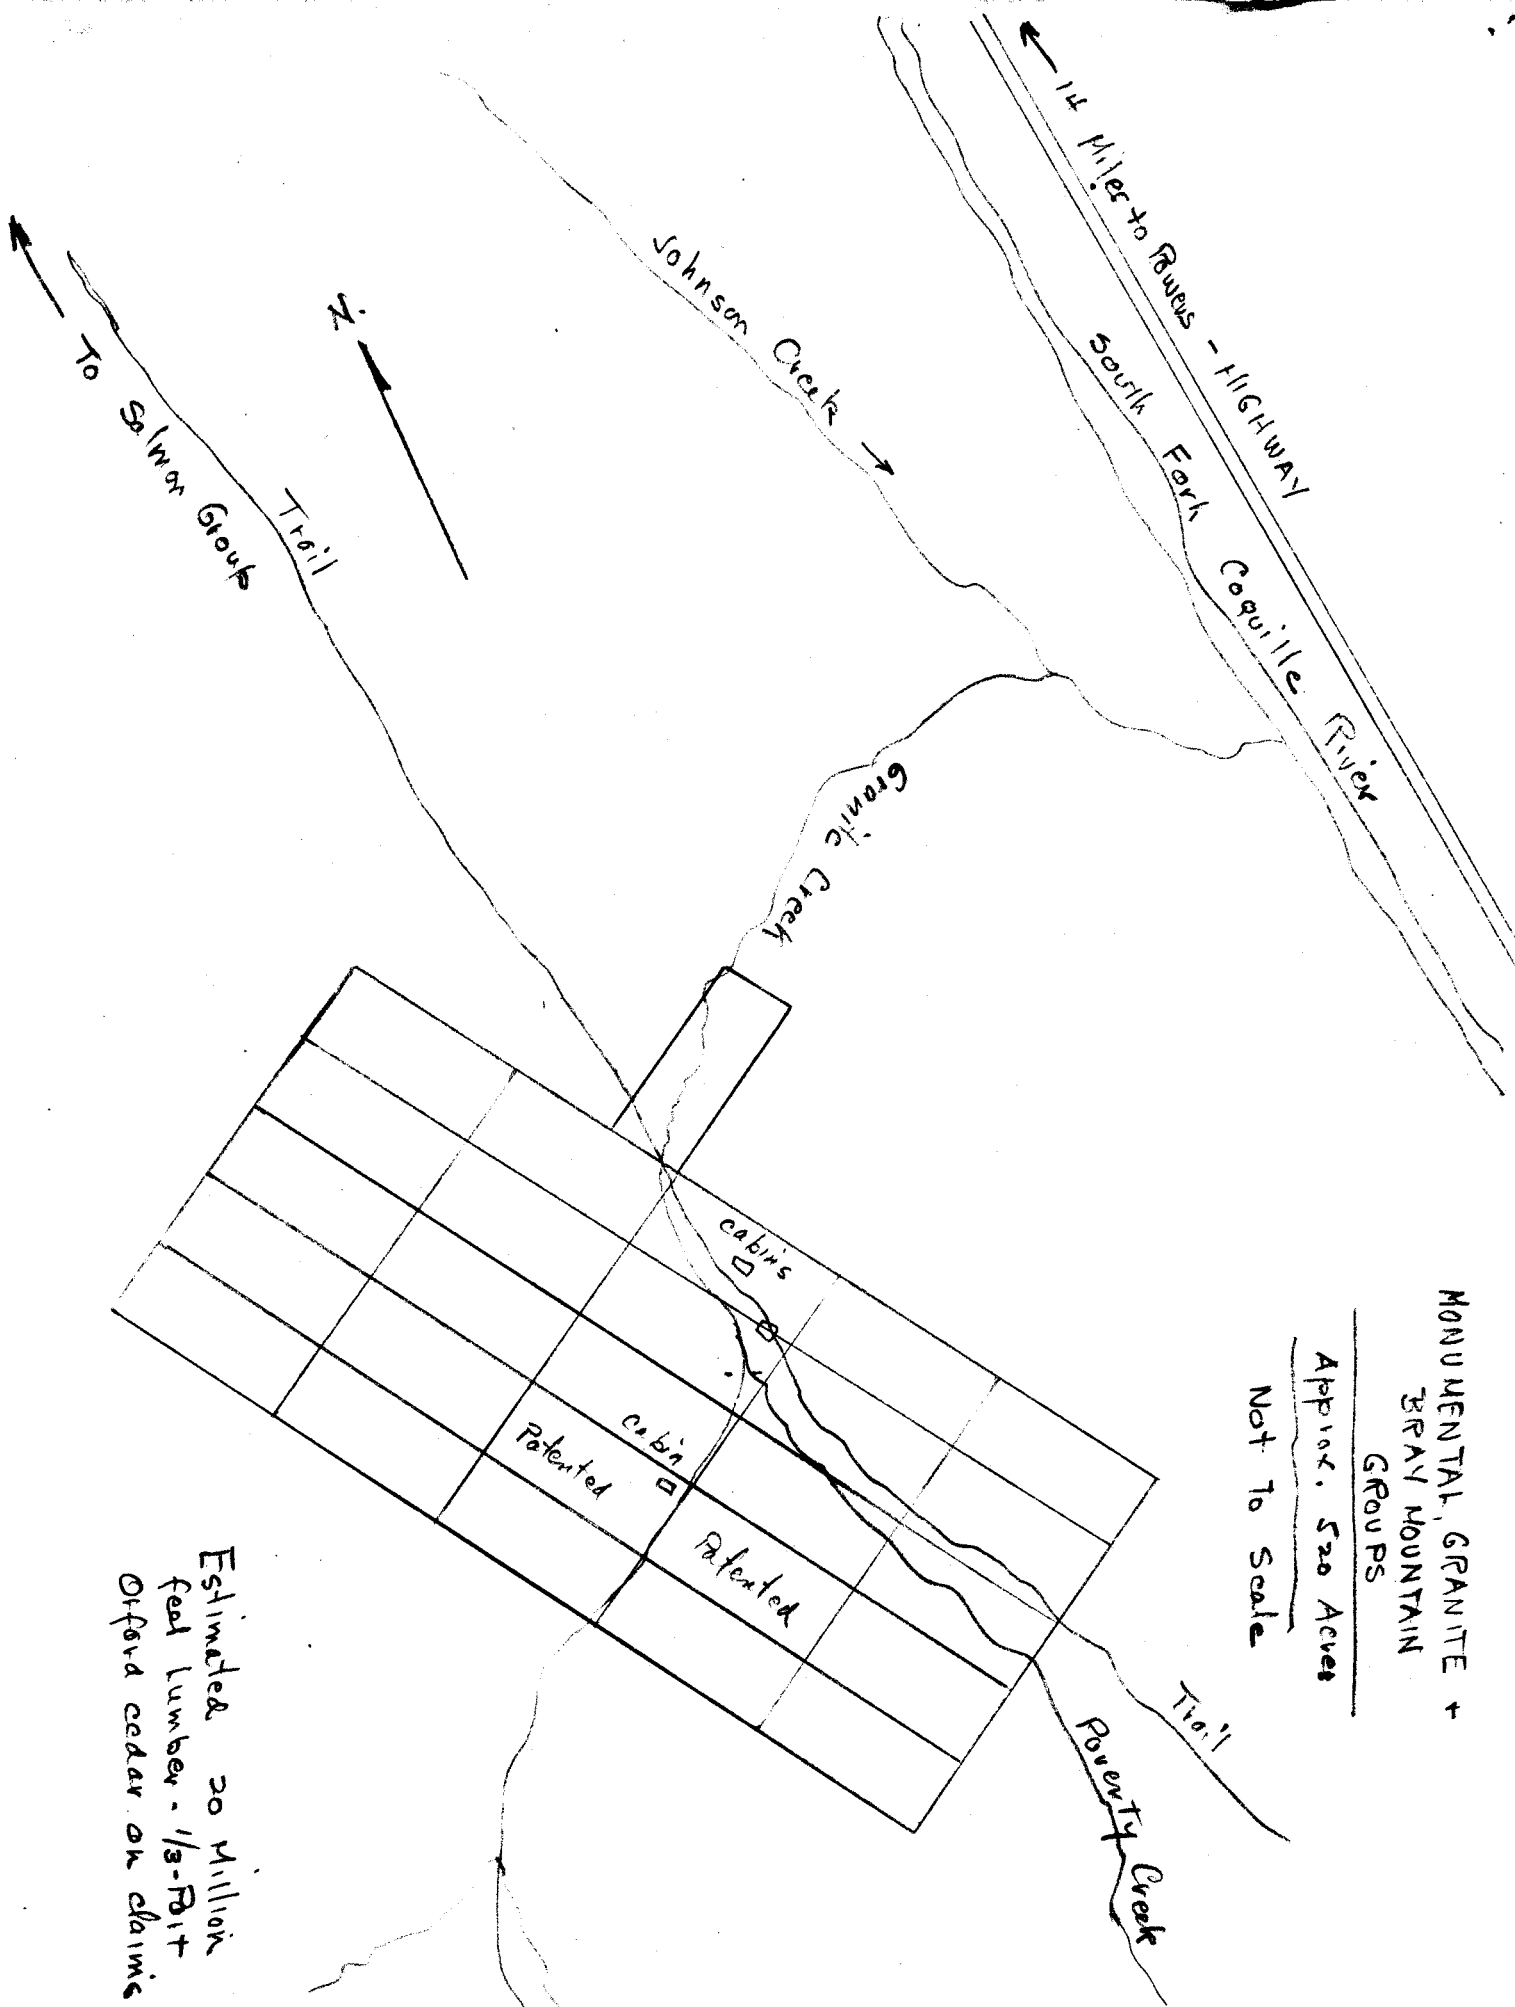 MONUMENTAL, GRANITE +
BRAY MOUNTAIN
GROUPS
Approx. 520 Acres
Not To Scale
14 Miles to Powers - HIGHWAY
South Fork Coquille River
Johnson Creek
N.
To Salmon Group
Trail
Granite Creek
cabins
cabin
Patented
Patented
Trail
Poverty Creek
Estimated 20 Million
feet Lumber - 1/3 - Port
Orford cedar on claims